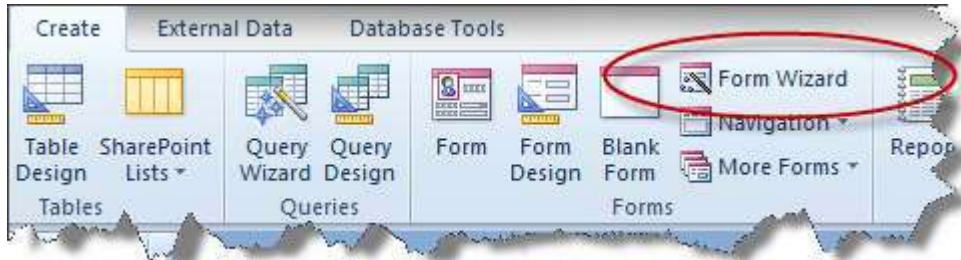 Create External Data Database Tools
Table Design
SharePoint Lists
Query Wizard
Query Design
Form
Form Design
Blank Form
Form Wizard
Navigation
More Forms
Repor
Tables Queries Forms